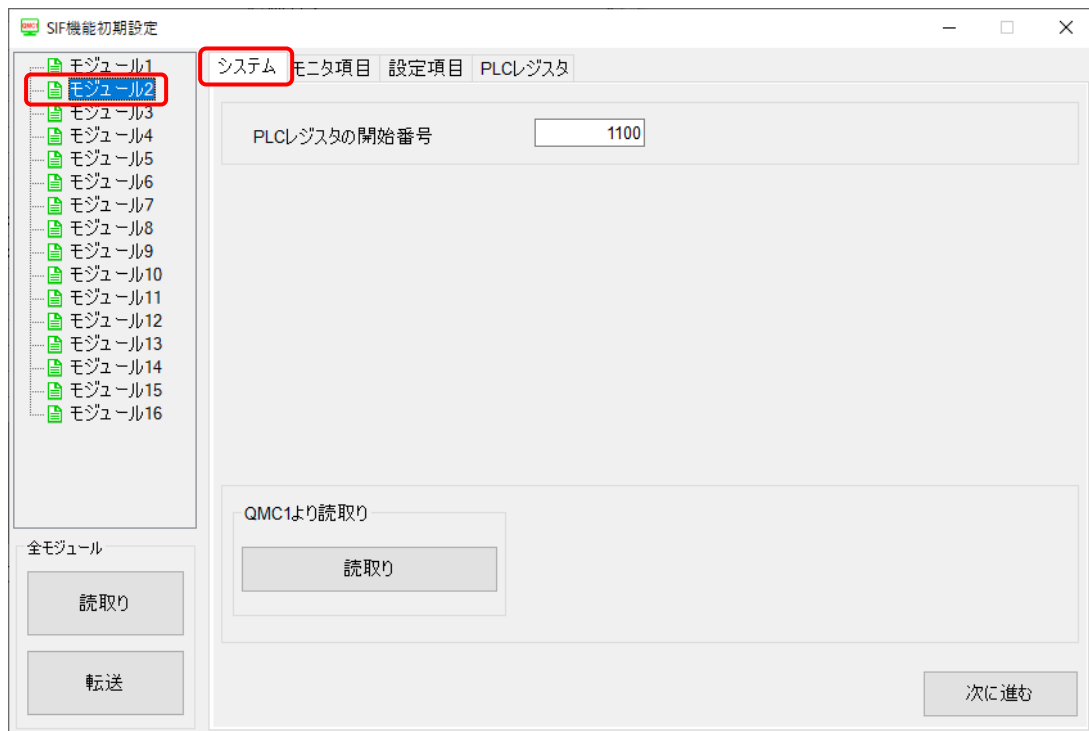 QMC1 SIF機能初期設定
モジュール1
モジュール2
モジュール3
モジュール4
モジュール5
モジュール6
モジュール7
モジュール8
モジュール9
モジュール10
モジュール11
モジュール12
モジュール13
モジュール14
モジュール15
モジュール16
全モジュール
読取り
転送
システム モニタ項目 設定項目 PLCレジスタ
PLCレジスタの開始番号 1100
QMC1より読取り
読取り
次に進む